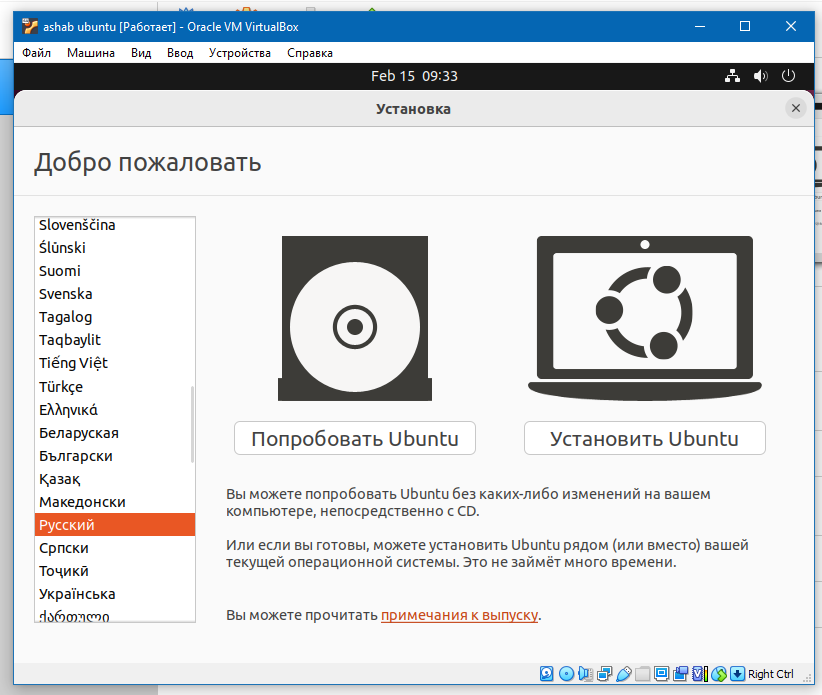 ashab ubuntu [Работает] - Oracle VM VirtualBox
Файл Машина Вид Ввод Устройства Справка
Feb 15 09:33
Установка
Добро пожаловать
Slovenščina
Ślůnski
Suomi
Svenska
Tagalog
Taqbaylit
Tiếng Việt
Türkçe
Ελληνικά
Беларуская
Български
Қазақ
Македонски
Русский
Српски
Тоҷикӣ
Українська
ქართული
Попробовать Ubuntu
Установить Ubuntu
Вы можете попробовать Ubuntu без каких-либо изменений на вашем
компьютере, непосредственно с CD.
Или если вы готовы, можете установить Ubuntu рядом (или вместо) вашей
текущей операционной системы. Это не займёт много времени.
Вы можете прочитать примечания к выпуску.
Right Ctrl